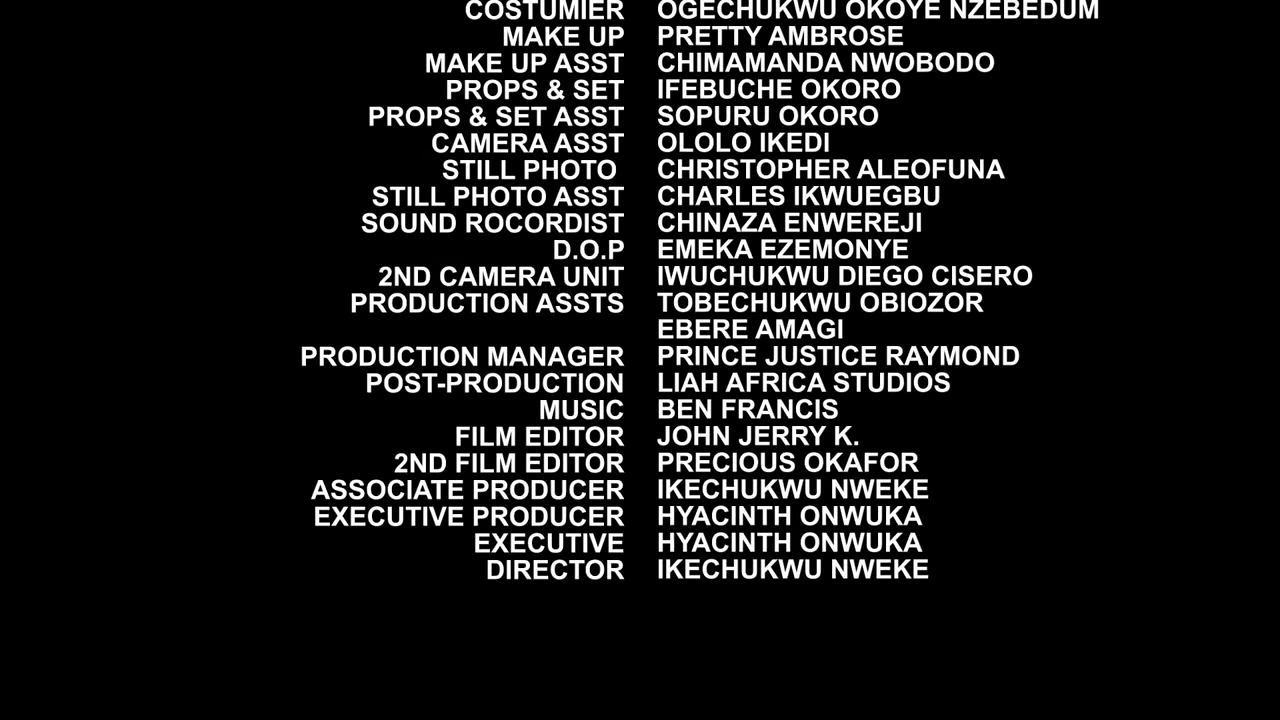 COSTUMIER OGECHUKWU OKOYE NZEBEDUM
MAKE UP PRETTY AMBROSE
MAKE UP ASST CHIMAMANDA NWOBODO
PROPS & SET IFEBUCHE OKORO
PROPS & SET ASST SOPURU OKORO
CAMERA ASST OLOLO IKEDI
STILL PHOTO CHRISTOPHER ALEOFUNA
STILL PHOTO ASST CHARLES IKWUEGBU
SOUND ROCORDIST CHINAZA ENWEREJI
D.O.P EMEKA EZEMONYE
2ND CAMERA UNIT IWUCHUKWU DIEGO CISERO
PRODUCTION ASSTS TOBECHUKWU OBIOZOR
EBERE AMAGI
PRODUCTION MANAGER PRINCE JUSTICE RAYMOND
POST-PRODUCTION LIAH AFRICA STUDIOS
MUSIC BEN FRANCIS
FILM EDITOR JOHN JERRY K.
2ND FILM EDITOR PRECIOUS OKAFOR
ASSOCIATE PRODUCER IKECHUKWU NWEKE
EXECUTIVE PRODUCER HYACINTH ONWUKA
EXECUTIVE HYACINTH ONWUKA
DIRECTOR IKECHUKWU NWEKE